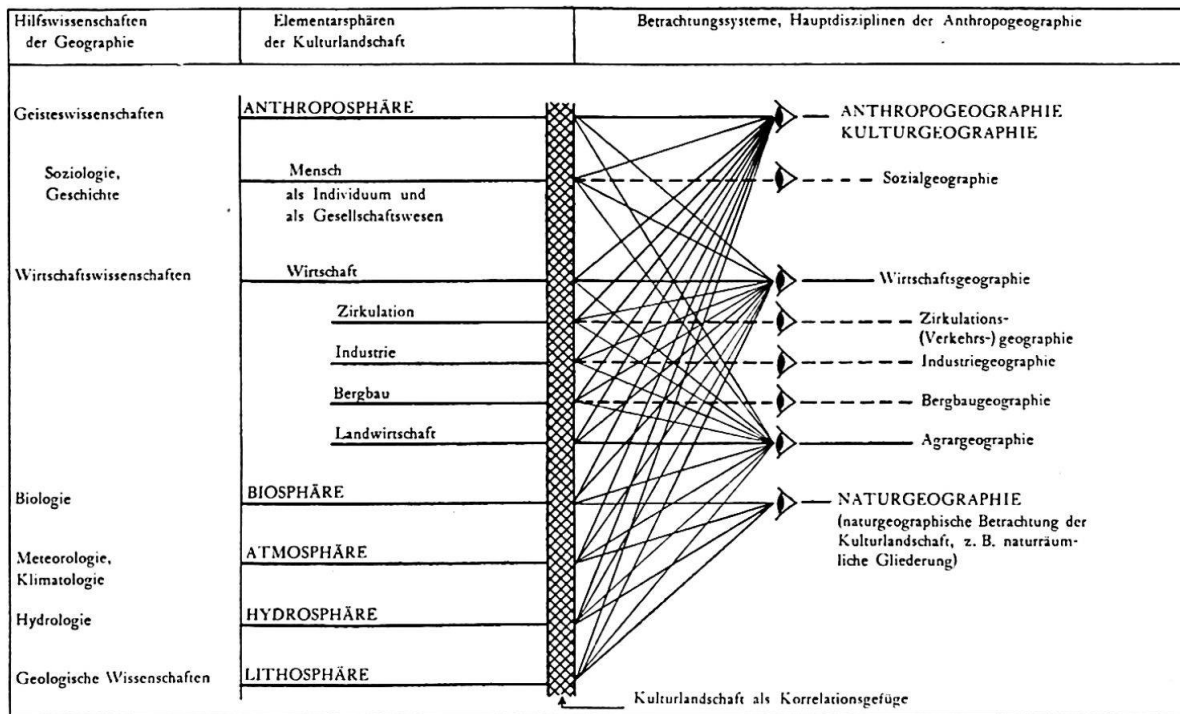 Hilfswissenschaften
der Geographie
Elementarsphären
der Kulturlandschaft
Betrachtungssysteme, Hauptdisziplinen der Anthropogeographie
Geisteswissenschaften
ANTHROPOSPHÄRE
ANTHROPOGEOGRAPHIE
KULTURGEOGRAPHIE
Soziologie,
Geschichte
Mensch
als Individuum und
als Gesellschaftswesen
Sozialgeographie
Wirtschaftswissenschaften
Wirtschaft
Wirtschaftsgeographie
Zirkulation
Zirkulations-
(Verkehrs-) geographie
Industrie
Industriegeographie
Bergbau
Bergbaugeographie
Landwirtschaft
Agrargeographie
Biologie
BIOSPHÄRE
NATURGEOGRAPHIE
(naturgeographische Betrachtung der
Kulturlandschaft, z. B. naturräum-
liche Gliederung)
Meteorologie,
Klimatologie
ATMOSPHÄRE
Hydrologie
HYDROSPHÄRE
Geologische Wissenschaften
LITHOSPHÄRE
Kulturlandschaft als Korrelationsgefüge